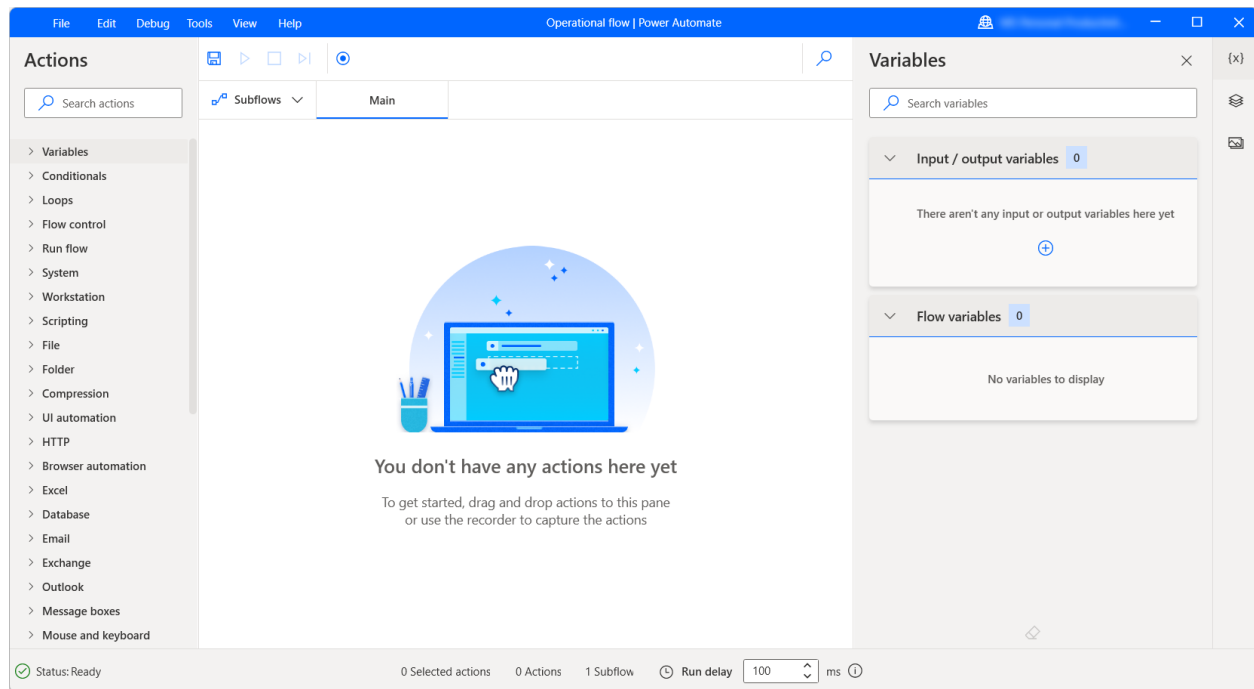 File Edit Debug Tools View Help
Operational flow | Power Automate
Actions
Search actions
Variables
Conditionals
Loops
Flow control
Run flow
System
Workstation
Scripting
File
Folder
Compression
UI automation
HTTP
Browser automation
Excel
Database
Email
Exchange
Outlook
Message boxes
Mouse and keyboard
Subflows
Main
You don't have any actions here yet
To get started, drag and drop actions to this pane
or use the recorder to capture the actions
Variables
{x}
Search variables
Input / output variables 0
There aren't any input or output variables here yet
Flow variables 0
No variables to display
Status: Ready
0 Selected actions
0 Actions
1 Subflow
Run delay
100
ms